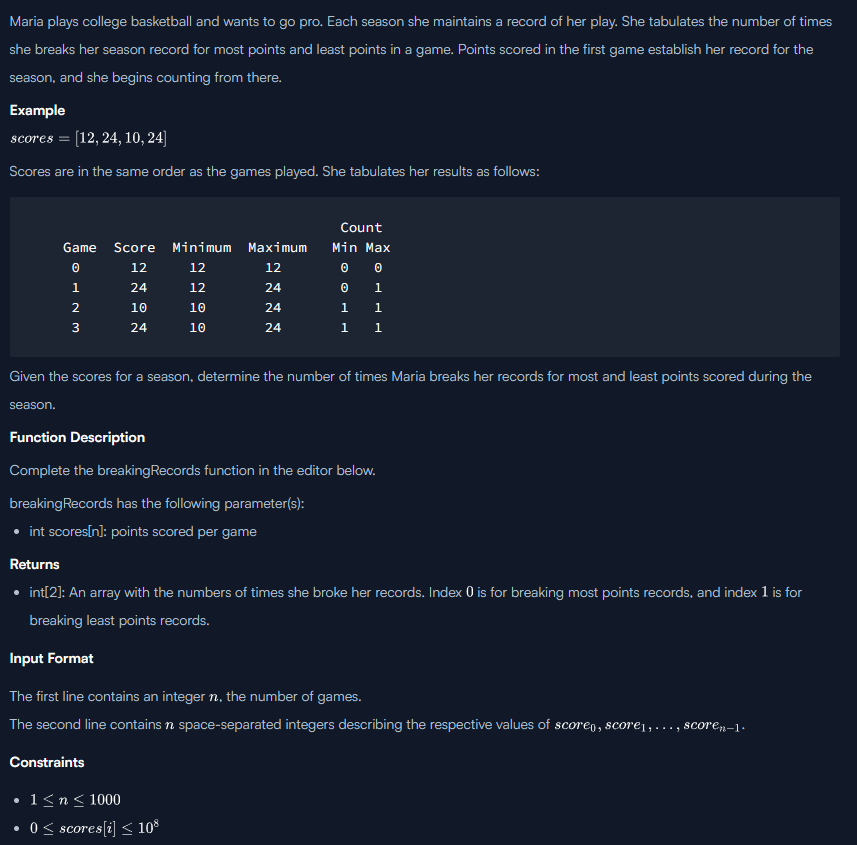 Maria plays college basketball and wants to go pro. Each season she maintains a record of her play. She tabulates the number of times
she breaks her season record for most points and least points in a game. Points scored in the first game establish her record for the
season, and she begins counting from there.
Example
scores = [12, 24, 10, 24]
Scores are in the same order as the games played. She tabulates her results as follows:
Count
Game Score Minimum Maximum Min Max
0 12 12 12 0 0
1 24 12 24 0 1
2 10 10 24 1 1
3 24 10 24 1 1
Given the scores for a season, determine the number of times Maria breaks her records for most and least points scored during the
season.
Function Description
Complete the breakingRecords function in the editor below.
breakingRecords has the following parameter(s):
• int scores[n]: points scored per game
Returns
• int[2]: An array with the numbers of times she broke her records. Index 0 is for breaking most points records, and index 1 is for
breaking least points records.
Input Format
The first line contains an integer n, the number of games.
The second line contains n space-separated integers describing the respective values of score₀, score₁, . . . , scoreₙ₋₁.
Constraints
• 1 ≤ n ≤ 1000
• 0 ≤ scores[i] ≤ 10⁸